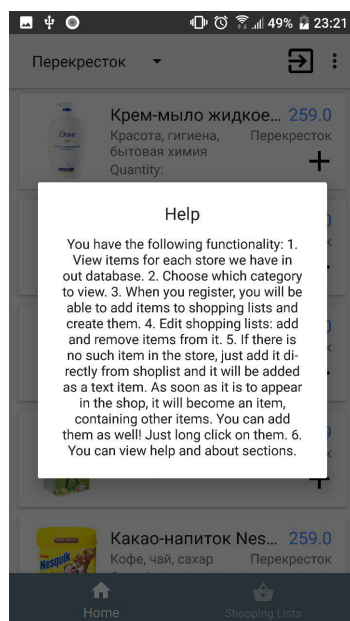 49% 23:21
Перекресток
Крем-мыло жидкое... 259.0
Красота, гигиена, Перекресток
бытовая химия
Quantity:
Dove
Help
You have the following functionality: 1.
View items for each store we have in
out database. 2. Choose which category
to view. 3. When you register, you will be
able to add items to shopping lists and
create them. 4. Edit shopping lists: add
and remove items from it. 5. If there is
no such item in the store, just add it di-
rectly from shoplist and it will be added
as a text item. As soon as it is to appear
in the shop, it will become an item,
containing other items. You can add
them as well! Just long click on them. 6.
You can view help and about sections.
Какао-напиток Nes... 259.0
Кофе, чай, сахар Перекресток
Nesquik
Home
Shopping Lists